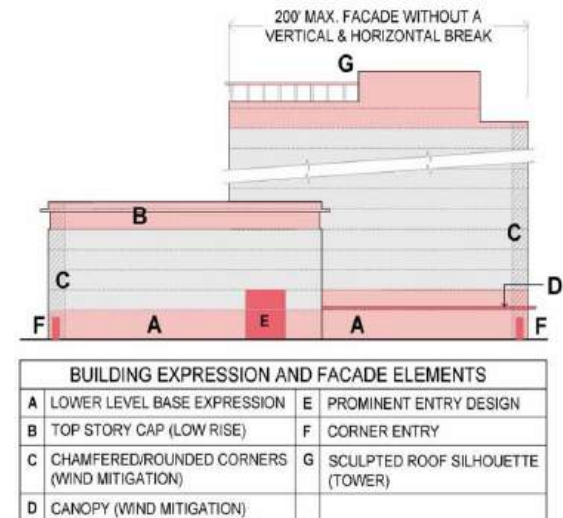 200' MAX. FACADE WITHOUT A
VERTICAL & HORIZONTAL BREAK
G
B
C
C
D
F
A
E
A
F
BUILDING EXPRESSION AND FACADE ELEMENTS
A LOWER LEVEL BASE EXPRESSION E PROMINENT ENTRY DESIGN
B TOP STORY CAP (LOW RISE) F CORNER ENTRY
C CHAMFERED/ROUNDED CORNERS (WIND MITIGATION) G SCULPTED ROOF SILHOUETTE (TOWER)
D CANOPY (WIND MITIGATION)